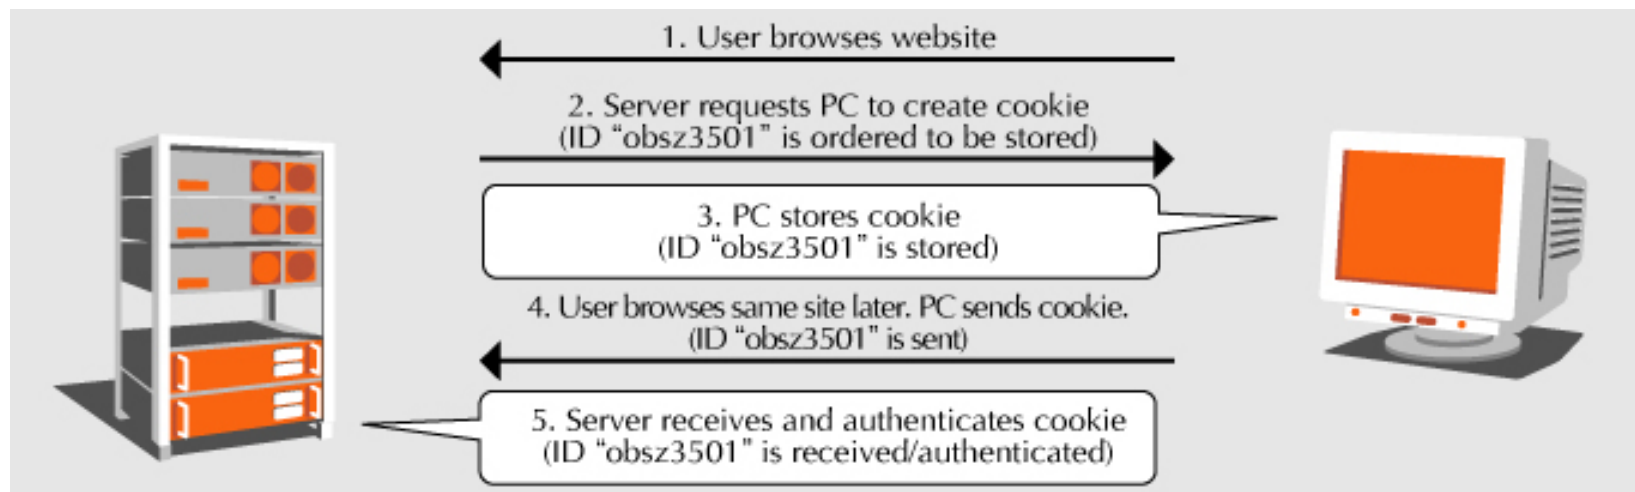 1. User browses website
2. Server requests PC to create cookie
(ID “obsz3501” is ordered to be stored)
3. PC stores cookie
(ID “obsz3501” is stored)
4. User browses same site later. PC sends cookie.
(ID “obsz3501” is sent)
5. Server receives and authenticates cookie
(ID “obsz3501” is received/authenticated)